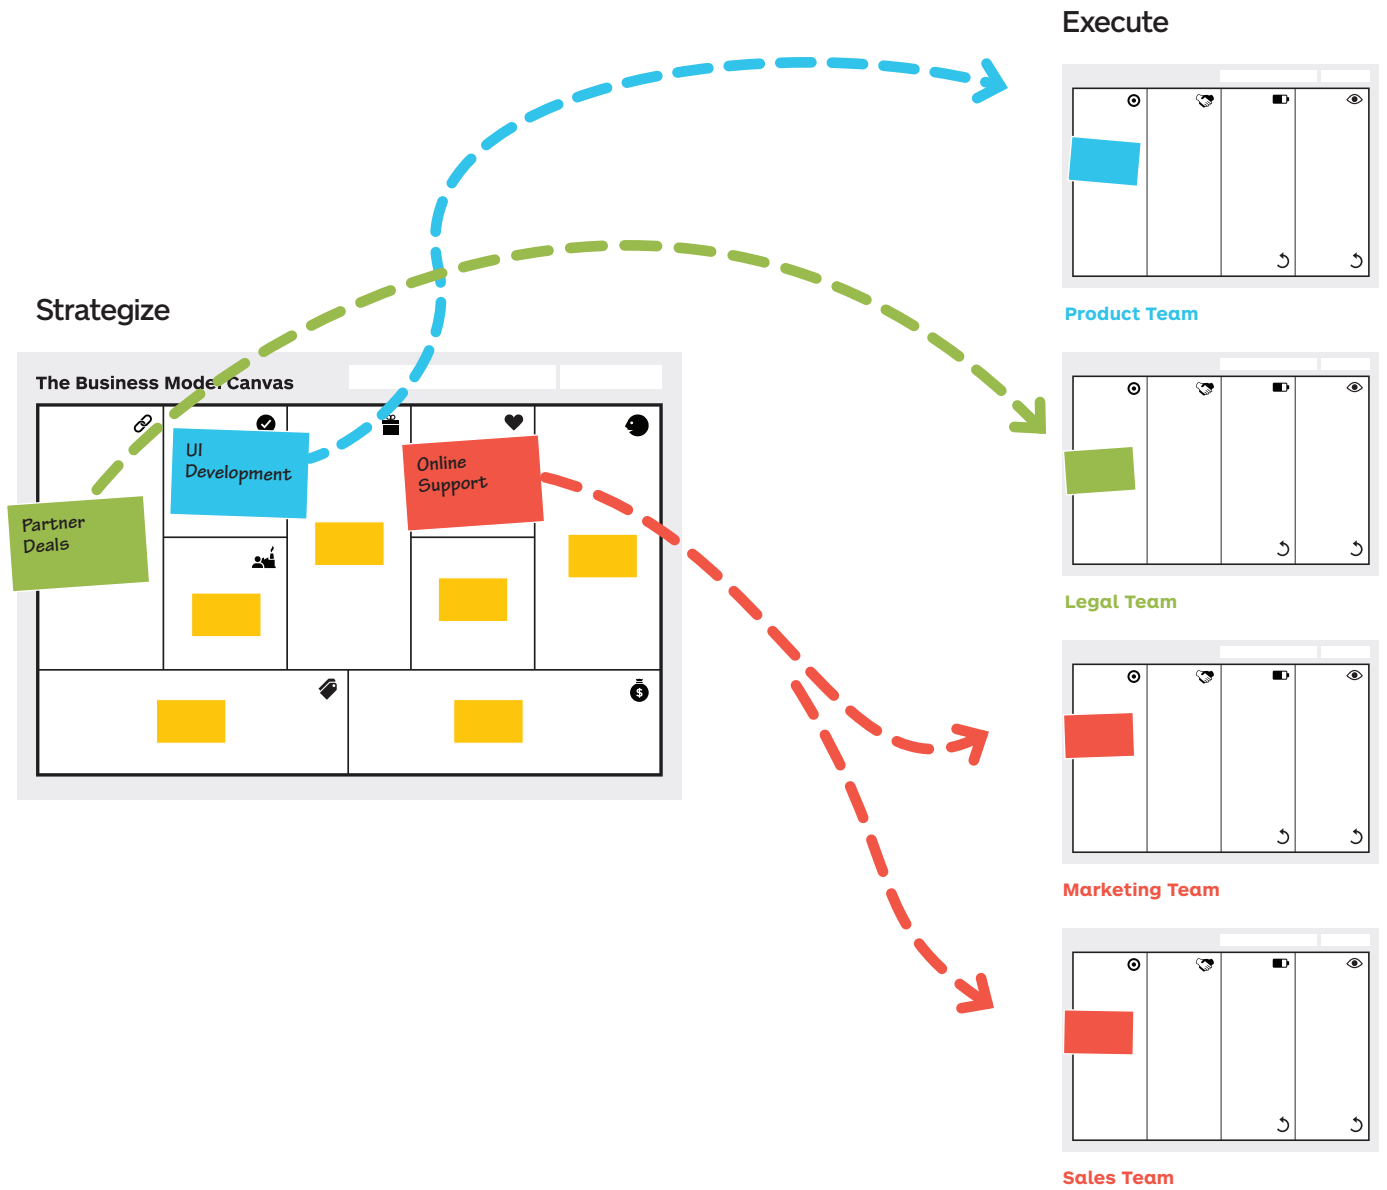 Execute
Strategize
The Business Model Canvas
Partner
Deals
UI
Development
Online
Support
$
Product Team
Legal Team
Marketing Team
Sales Team